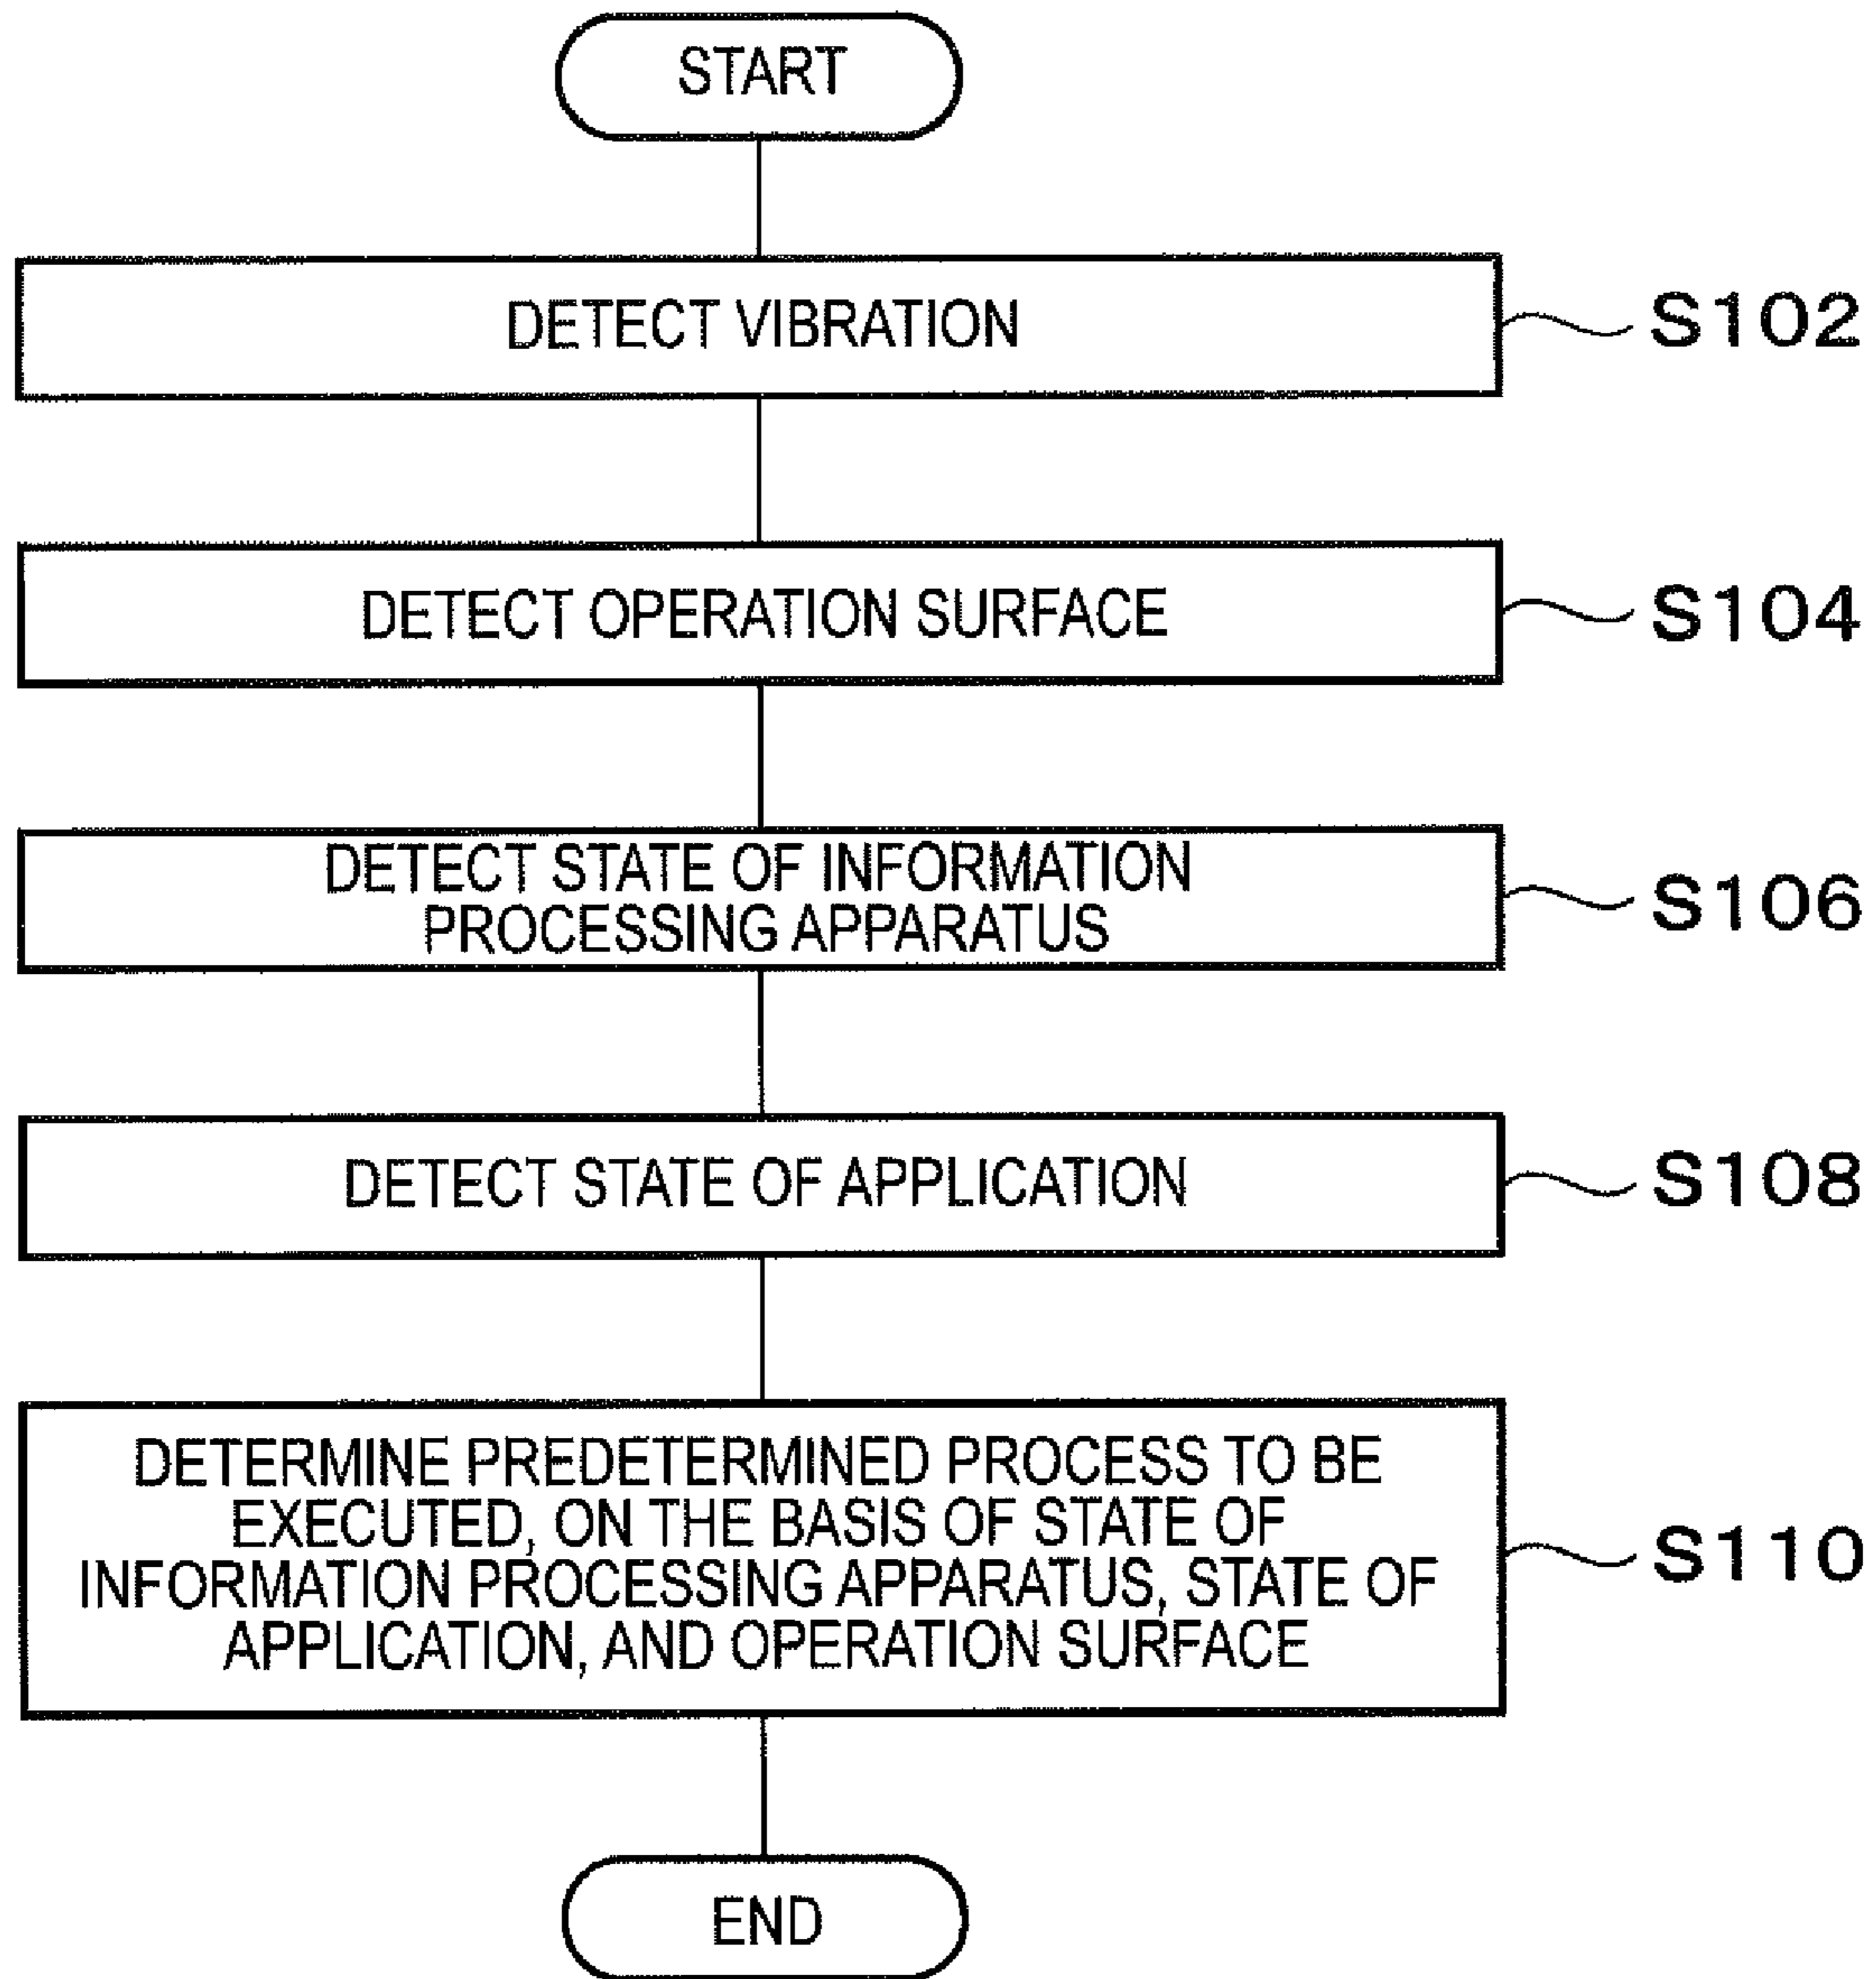 START
DETECT VIBRATION
S102
DETECT OPERATION SURFACE
S104
DETECT STATE OF INFORMATION
PROCESSING APPARATUS
S106
DETECT STATE OF APPLICATION
S108
DETERMINE PREDETERMINED PROCESS TO BE
EXECUTED, ON THE BASIS OF STATE OF
INFORMATION PROCESSING APPARATUS, STATE OF
APPLICATION, AND OPERATION SURFACE
S110
END